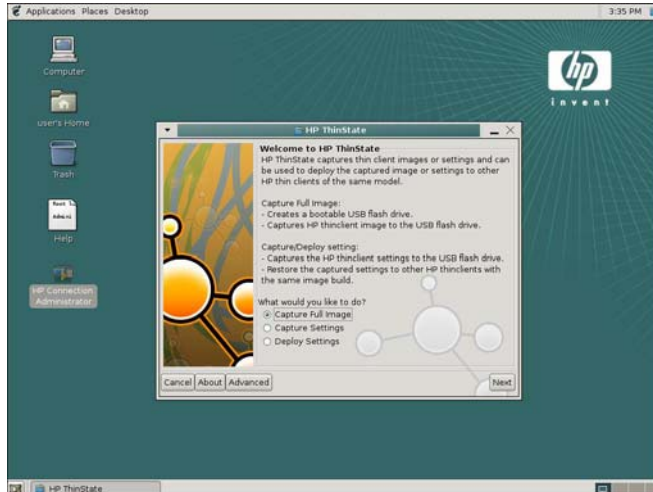 Applications Places Desktop
3:35 PM
hp
invent
Computer
user's Home
Trash
Help
HP Connection
Administrator
HP ThinState
Welcome to HP ThinState
HP ThinState captures thin client images or settings and can
be used to deploy the captured image or settings to other
HP thin clients of the same model.
Capture Full Image:
- Creates a bootable USB flash drive.
- Captures HP thinclient image to the USB flash drive.
Capture/Deploy setting:
- Captures the HP thinclient settings to the USB flash drive.
- Restore the captured settings to other HP thinclients with
the same image build.
What would you like to do?
Capture Full Image
Capture Settings
Deploy Settings
Cancel About Advanced
Next
HP ThinState